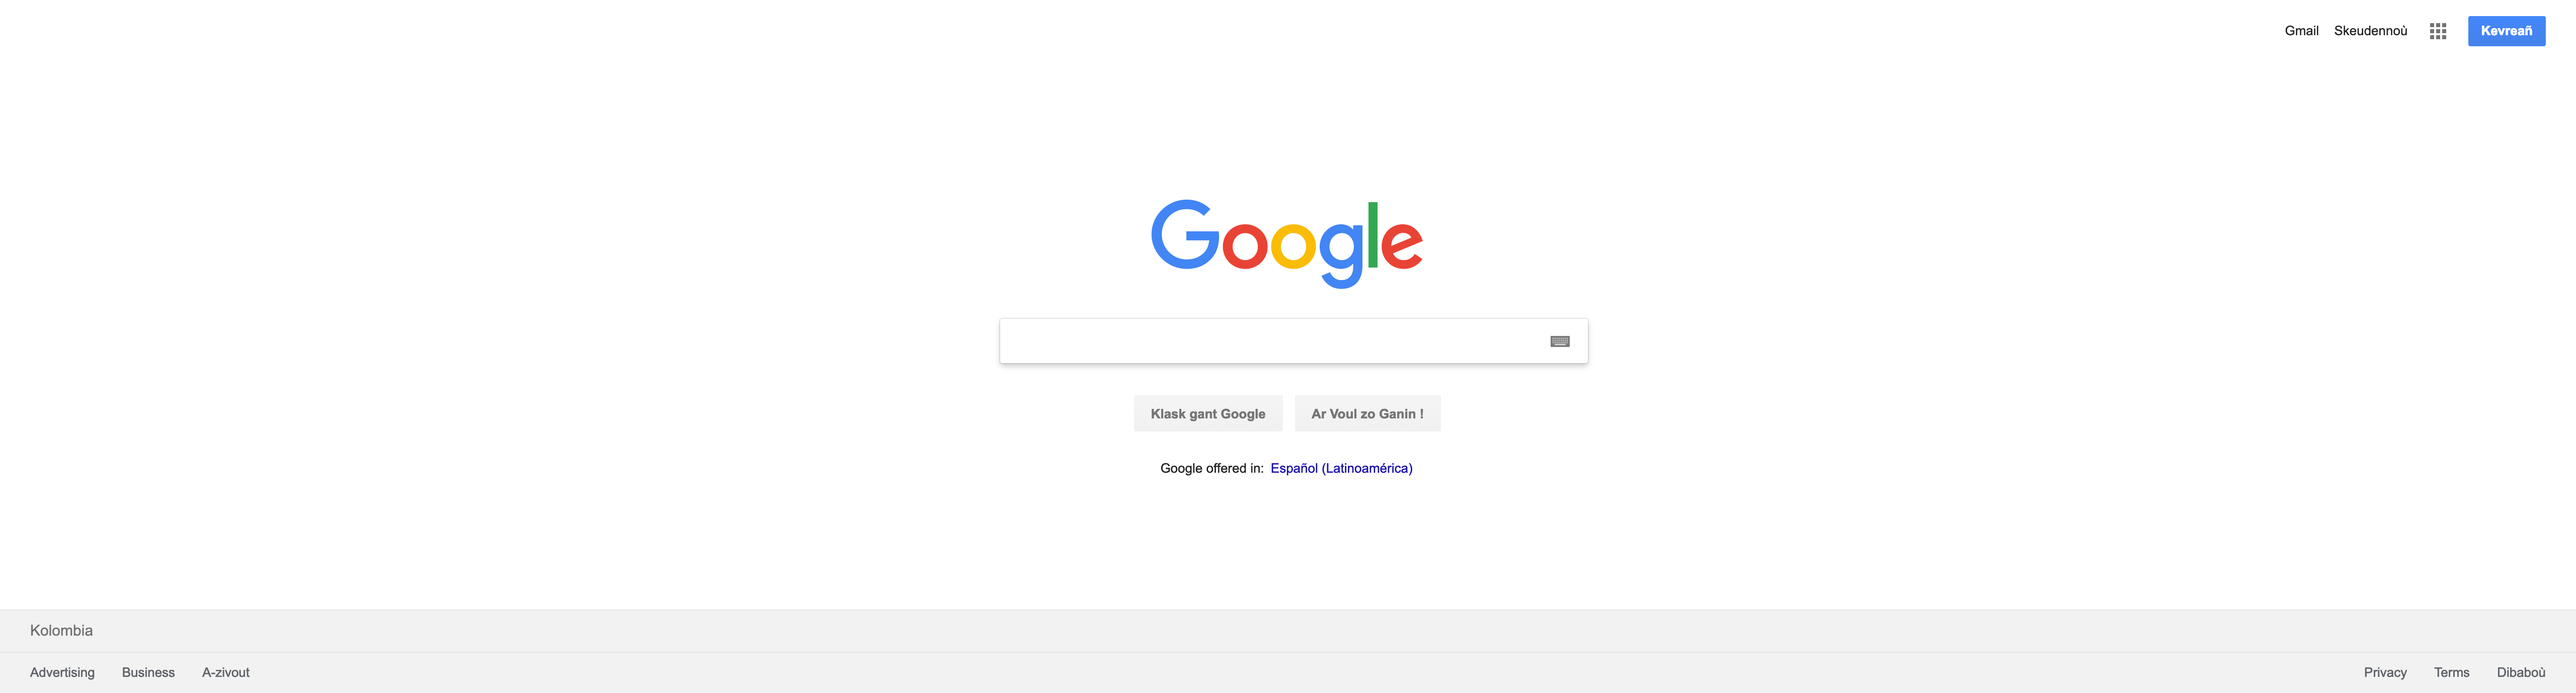 Gmail Skeudennoù Kevreañ
Google
Klask gant Google Ar Voul zo Ganin !
Google offered in: Español (Latinoamérica)
Kolombia
Advertising Business A-zivout Privacy Terms Dibaboù